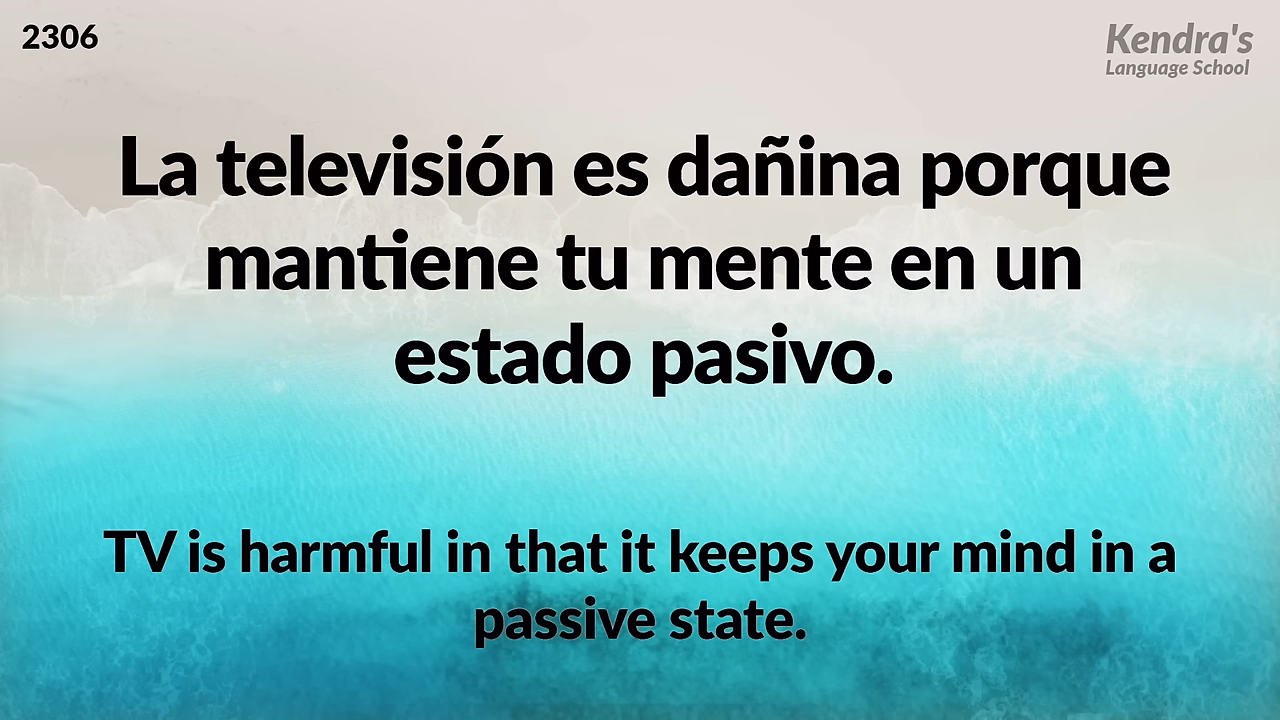 2306
Kendra's
Language School
La televisión es dañina porque
mantiene tu mente en un
estado pasivo.
TV is harmful in that it keeps your mind in a
passive state.